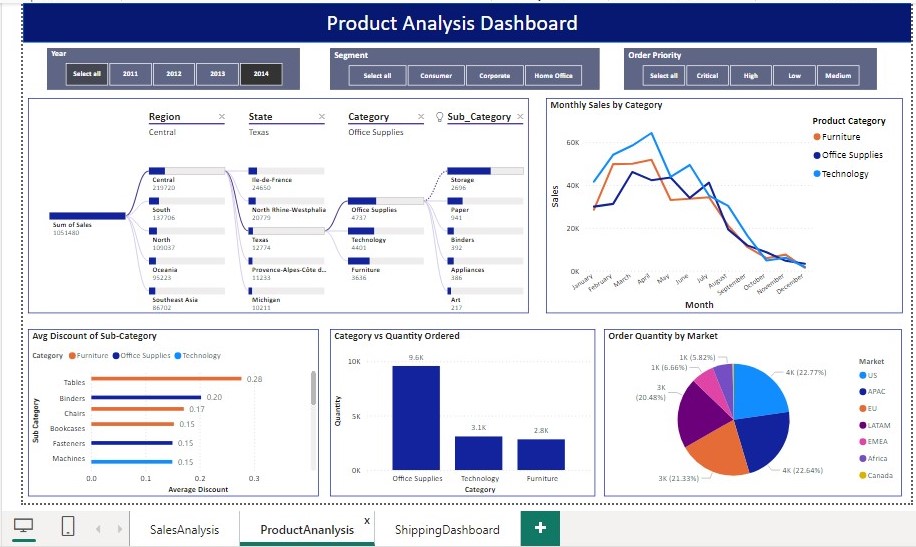 Product Analysis Dashboard
Year
Select all 2011 2012 2013 2014
Segment
Select all Consumer Corporate Home Office
Order Priority
Select all Critical High Low Medium
Region × State × Category × Sub_Category ×
Central Texas Office Supplies
Sum of Sales
1051480
Central
219720
South
137706
North
109037
Oceania
95223
Southeast Asia
86702
Ile-de-France
24650
North Rhine-Westphalia
20779
Texas
12774
Provence-Alpes-Côte d...
11233
Michigan
10211
Office Supplies
4737
Technology
4401
Furniture
3636
Storage
2696
Paper
941
Binders
392
Appliances
386
Art
217
Monthly Sales by Category
Product Category
Furniture
Office Supplies
Technology
Sales
60K
40K
20K
0K
January February March April May June July August September October November December
Month
Avg Discount of Sub-Category
Category Furniture Office Supplies Technology
Sub Category
Tables 0.28
Binders 0.20
Chairs 0.17
Bookcases 0.15
Fasteners 0.15
Machines 0.15
0.0 0.1 0.2 0.3
Average Discount
Category vs Quantity Ordered
Quantity
10K
5K
0K
9.6K
3.1K
2.8K
Office Supplies Technology Furniture
Category
Order Quantity by Market
1K (5.82%)
1K (6.66%)
3K
(20.48%)
3K (21.33%)
4K (22.77%)
4K (22.64%)
Market
US
APAC
EU
LATAM
EMEA
Africa
Canada
SalesAnalysis ProductAnanlysis X ShippingDashboard +